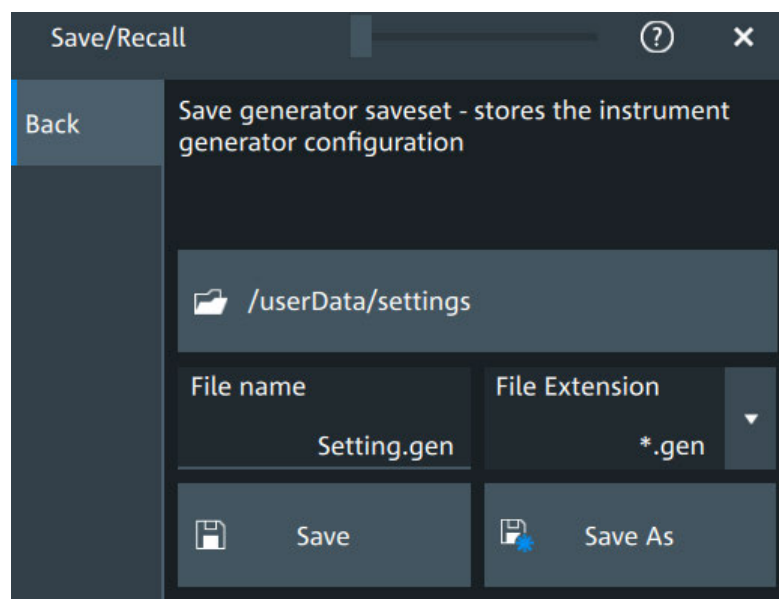 Save/Recall
?
Back
Save generator saveset - stores the instrument
generator configuration
/userData/settings
File name
File Extension
Setting.gen
*.gen
Save
Save As